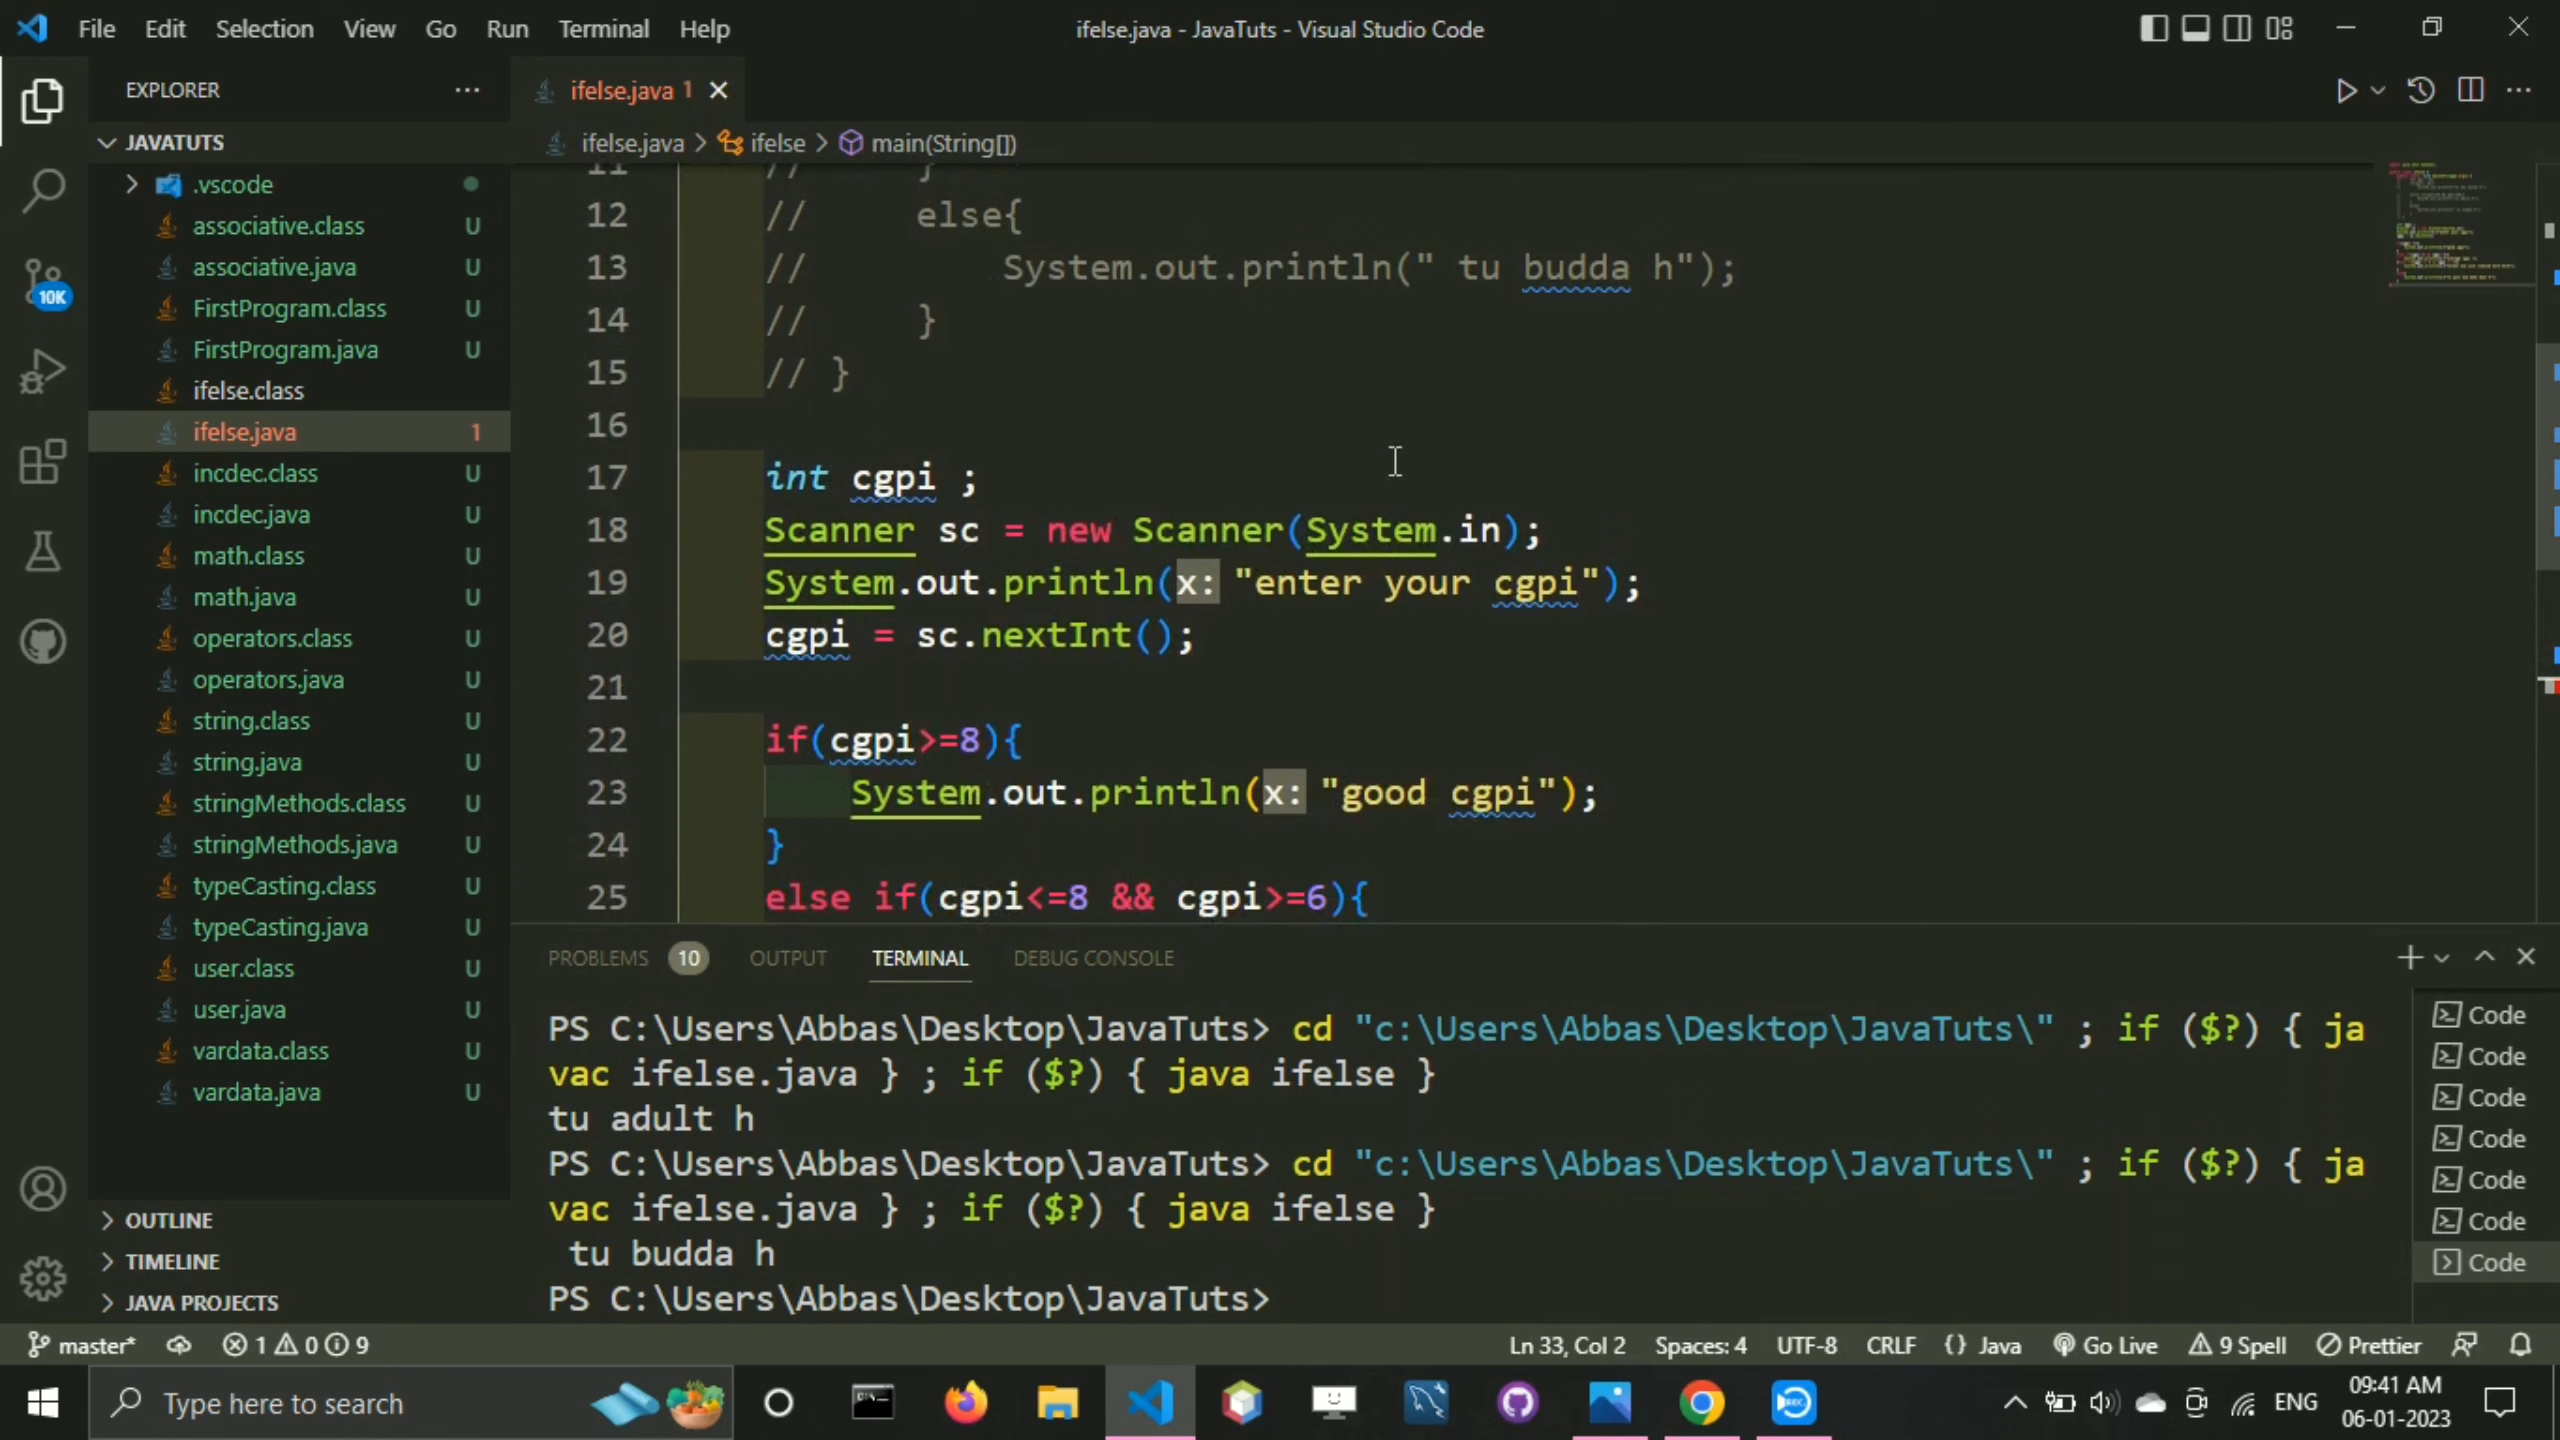 File Edit Selection View Go Run Terminal Help
ifelse.java - JavaTuts - Visual Studio Code
EXPLORER
ifelse.java 1
JAVATUTS
ifelse.java > ifelse > main(String[])
.vscode
associative.class U
associative.java U
FirstProgram.class U
FirstProgram.java U
ifelse.class
ifelse.java 1
incdec.class U
incdec.java U
math.class U
math.java U
operators.class U
operators.java U
string.class U
string.java U
stringMethods.class U
stringMethods.java U
typeCasting.class U
typeCasting.java U
user.class U
user.java U
vardata.class U
vardata.java U
OUTLINE
TIMELINE
JAVA PROJECTS
10K
11 // }
12 // else{
13 // System.out.println(" tu budda h");
14 // }
15 // }
16
17 int cgpi ;
18 Scanner sc = new Scanner(System.in);
19 System.out.println(x: "enter your cgpi");
20 cgpi = sc.nextInt();
21
22 if(cgpi>=8){
23 System.out.println(x: "good cgpi");
24 }
25 else if(cgpi<=8 && cgpi>=6){
PROBLEMS 10 OUTPUT TERMINAL DEBUG CONSOLE
PS C:\Users\Abbas\Desktop\JavaTuts> cd "c:\Users\Abbas\Desktop\JavaTuts\" ; if ($?) { ja
vac ifelse.java } ; if ($?) { java ifelse }
tu adult h
PS C:\Users\Abbas\Desktop\JavaTuts> cd "c:\Users\Abbas\Desktop\JavaTuts\" ; if ($?) { ja
vac ifelse.java } ; if ($?) { java ifelse }
tu budda h
PS C:\Users\Abbas\Desktop\JavaTuts>
Code
Code
Code
Code
Code
Code
Code
master* 1 0 9
Ln 33, Col 2 Spaces: 4 UTF-8 CRLF {} Java Go Live 9 Spell Prettier
Type here to search
ENG
09:41 AM
06-01-2023